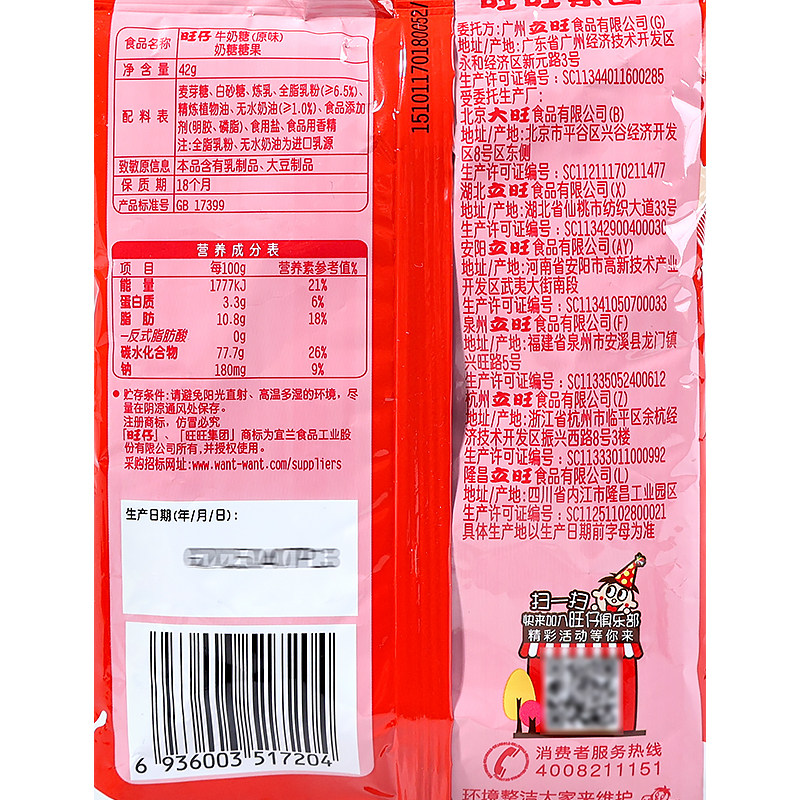 食品名称
旺仔 牛奶糖(原味)
奶糖糖果
净含量 42g
配料表
麦芽糖、白砂糖、炼乳、全脂乳粉(≥6.5%)、
精炼植物油、无水奶油(≥1.0%)、食品添加
剂(明胶、磷脂)、食用盐、食品用香精
注:全脂乳粉、无水奶油为进口乳源
致敏原信息 本品含有乳制品、大豆制品
保质期 18个月
产品标准号 GB 17399
营养成分表
项目 每100g 营养素参考值%
能量 1777kJ 21%
蛋白质 3.3g 6%
脂肪 10.8g 18%
—反式脂肪酸 0g
碳水化合物 77.7g 26%
钠 180mg 9%
●贮存条件:请避免阳光直射、高温多湿的环境,尽
量在阴凉通风处保存。
注册商标,仿冒必究
「旺仔」、「旺旺集团」商标为宜兰食品工业股
份有限公司所有,并授权使用。
采购招标网址:www.want-want.com/suppliers
生产日期(年/月/日):
6 936003 517204
15101170180052
委托方:广州立旺食品有限公司(G)
地址/产地:广东省广州经济技术开发区
永和经济区新元路3号
生产许可证编号:SC11344011600285
受委托生产厂:
北京大旺食品有限公司(B)
地址/产地:北京市平谷区兴谷经济开发
区8号区东侧
生产许可证编号:SC11211170211477
湖北立旺食品有限公司(X)
地址/产地:湖北省仙桃市纺织大道33号
生产许可证编号:SC11342900400030
安阳立旺食品有限公司(AY)
地址/产地:河南省安阳市高新技术产业
开发区武夷大街南段
生产许可证编号:SC11341050700033
泉州立旺食品有限公司(F)
地址/产地:福建省泉州市安溪县龙门镇
兴旺路5号
生产许可证编号:SC11335052400612
杭州立旺食品有限公司(Z)
地址/产地:浙江省杭州市临平区余杭经
济技术开发区振兴西路8号3楼
生产许可证编号:SC11333011000992
隆昌立旺食品有限公司(L)
地址/产地:四川省内江市隆昌工业园区
生产许可证编号:SC11251102800021
具体生产地以生产日期前字母为准
扫一扫
快来加入旺仔俱乐部
精彩活动等你来
消费者服务热线
4008211151
环境整洁大家来维护